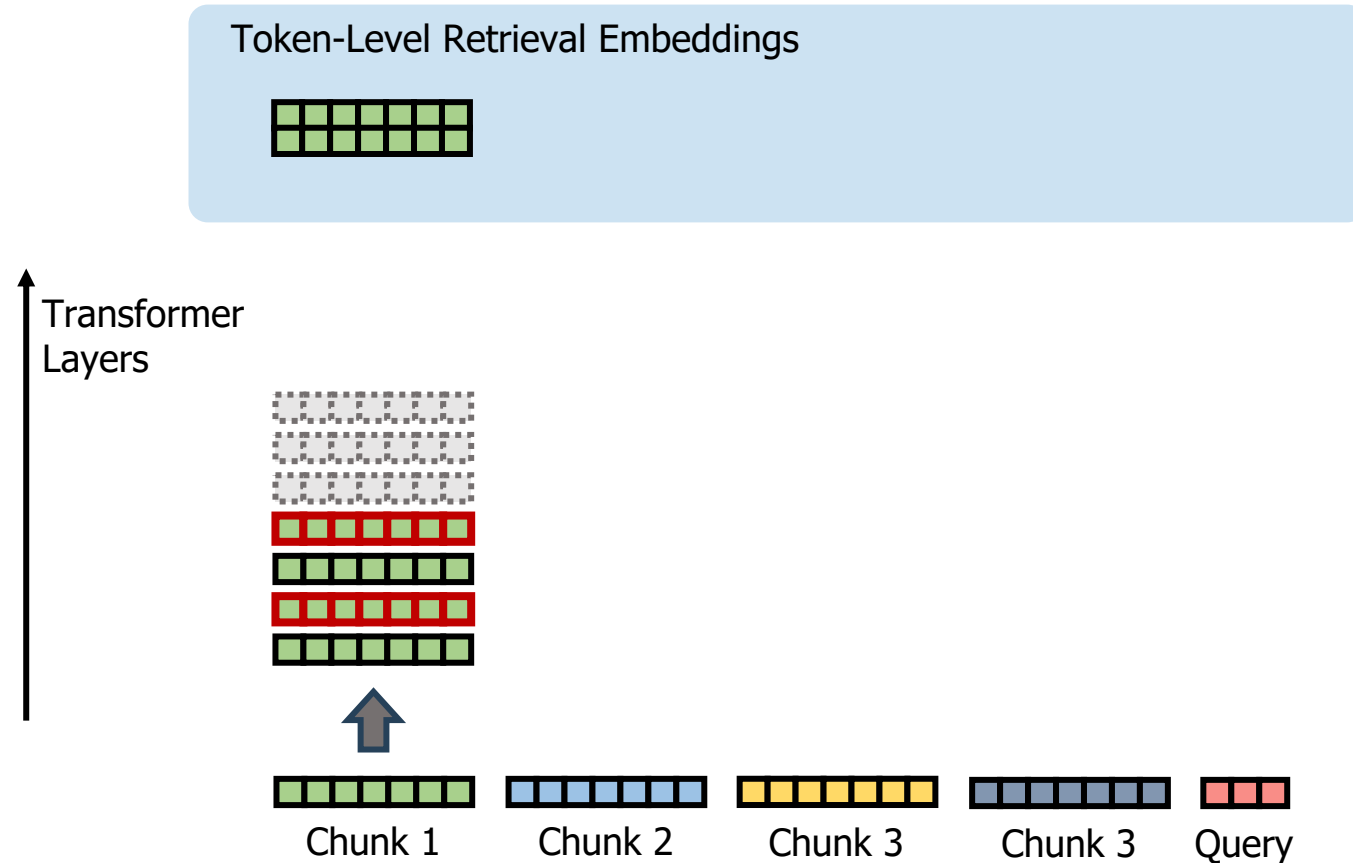 Token-Level Retrieval Embeddings
Transformer
Layers
Chunk 1
Chunk 2
Chunk 3
Chunk 3
Query